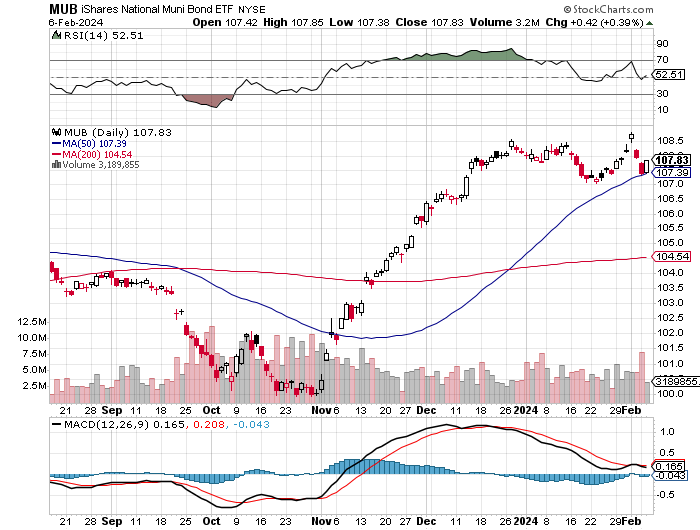 MUB iShares National Muni Bond ETF NYSE © StockCharts.com
6-Feb-2024 Open 107.42 High 107.85 Low 107.38 Close 107.83 Volume 3.2M Chg +0.42 (+0.39%)
RSI(14) 52.51
90
70
52.51
30
10
MUB (Daily) 107.83
MA(50) 107.39
MA(200) 104.54
Volume 3,189,855
108.5
107.83
107.39
107.0
106.5
106.0
105.5
105.0
104.54
104.0
103.5
103.0
102.5
12.5M 102.0
10.0M
7.5M 101.5
101.0
5.0M
2.5M 100.5
3189855
100.0
21 28 Sep 11 18 25 Oct 9 16 23 Nov 6 13 20 27 Dec 11 18 26 2024 8 16 22 29 Feb
MACD(12,26,9) 0.165, 0.208, -0.043
1.0
0.5
0.165
-0.043
-0.5
21 28 Sep 11 18 25 Oct 9 16 23 Nov 6 13 20 27 Dec 11 18 26 2024 8 16 22 29 Feb